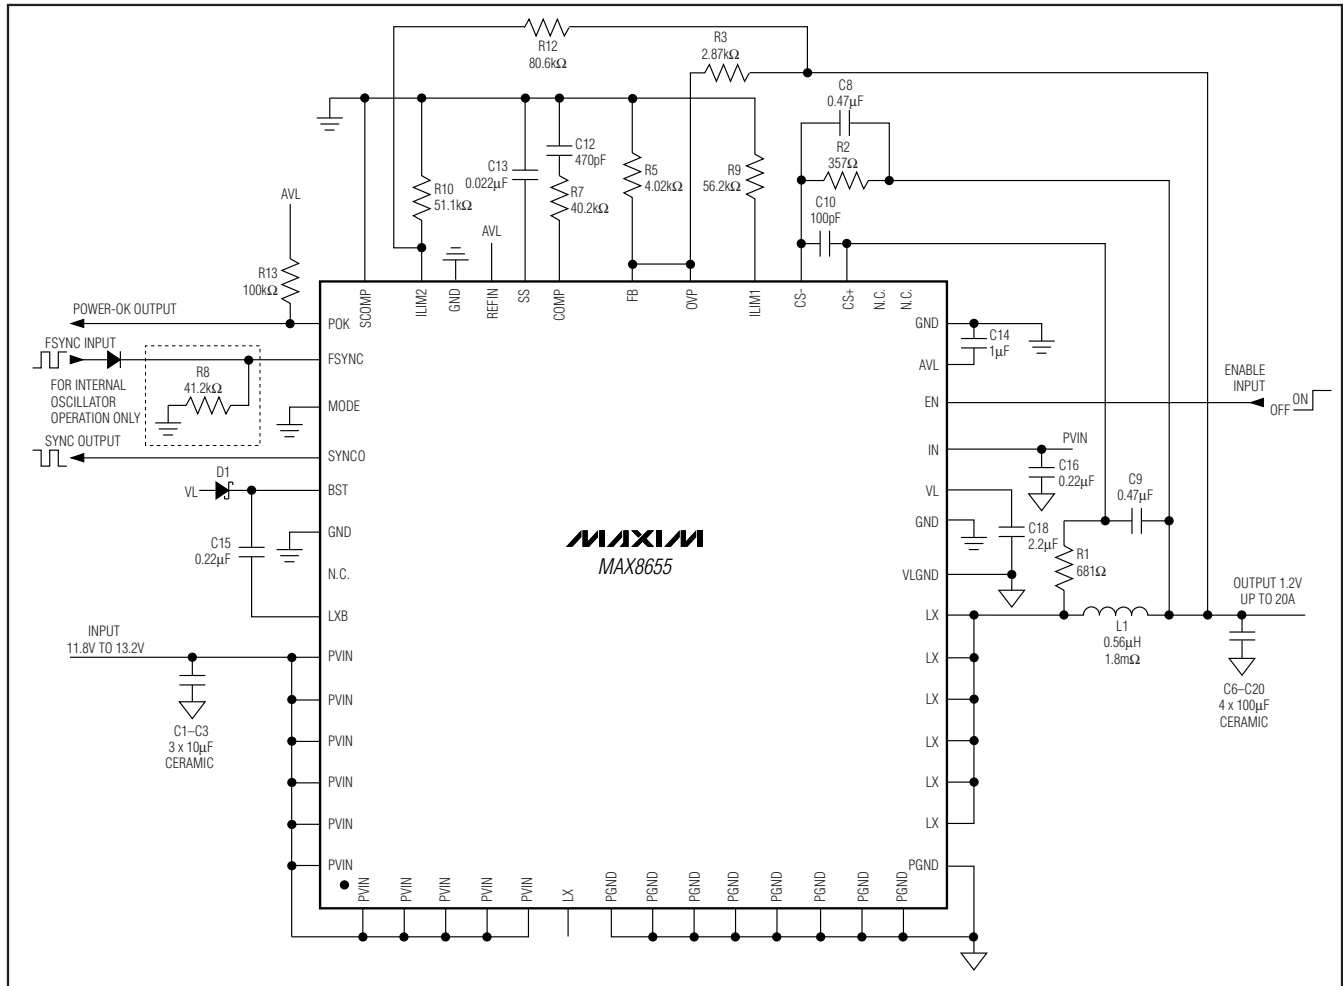 R12
80.6kΩ
R3
2.87kΩ
C8
0.47µF
R2
357Ω
C10
100pF
C12
470pF
C13
0.022µF
R10
51.1kΩ
R7
40.2kΩ
R5
4.02kΩ
R9
56.2kΩ
AVL
AVL
R13
100kΩ
SCOMP
ILIM2
GND
REFIN
SS
COMP
FB
OVP
ILIM1
CS-
CS+
N.C.
N.C.
POWER-OK OUTPUT
POK
FSYNC INPUT
FSYNC
R8
41.2kΩ
FOR INTERNAL
OSCILLATOR
OPERATION ONLY
MODE
SYNC OUTPUT
SYNCO
D1
VL
BST
GND
C15
0.22µF
N.C.
LXB
INPUT
11.8V TO 13.2V
PVIN
PVIN
PVIN
PVIN
PVIN
PVIN
C1–C3
3 x 10µF
CERAMIC
MAXIM
MAX8655
GND
C14
1µF
AVL
ENABLE
INPUT
EN
OFF
ON
IN
PVIN
C16
0.22µF
VL
C9
0.47µF
GND
C18
2.2µF
R1
681Ω
VLGND
OUTPUT 1.2V
UP TO 20A
LX
L1
0.56µH
1.8mΩ
LX
LX
LX
LX
LX
C6–C20
4 x 100µF
CERAMIC
PGND
PVIN
PVIN
PVIN
PVIN
PVIN
LX
PGND
PGND
PGND
PGND
PGND
PGND
PGND
PGND